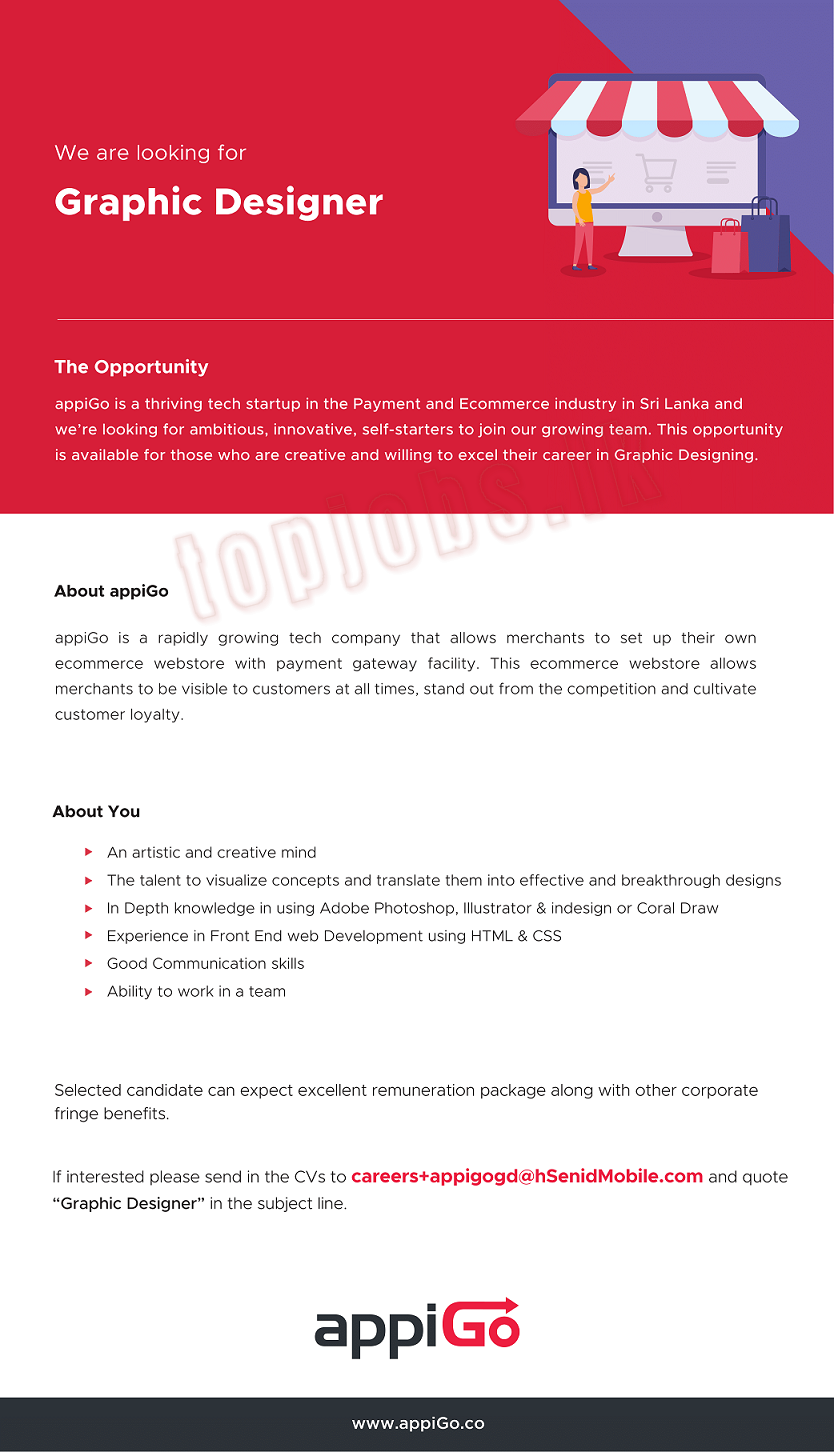 We are looking for
Graphic Designer
The Opportunity
appiGo is a thriving tech startup in the Payment and Ecommerce industry in Sri Lanka and
we're looking for ambitious, innovative, self-starters to join our growing team. This opportunity
is available for those who are creative and willing to excel their career in Graphic Designing.
topjobs.lk
About appiGo
appiGo is a rapidly growing tech company that allows merchants to set up their own
ecommerce webstore with payment gateway facility. This ecommerce webstore allows
merchants to be visible to customers at all times, stand out from the competition and cultivate
customer loyalty.
About You
An artistic and creative mind
The talent to visualize concepts and translate them into effective and breakthrough designs
In Depth knowledge in using Adobe Photoshop, Illustrator & indesign or Coral Draw
Experience in Front End web Development using HTML & CSS
Good Communication skills
Ability to work in a team
Selected candidate can expect excellent remuneration package along with other corporate
fringe benefits.
If interested please send in the CVs to careers+appigogd@hSenidMobile.com and quote
“Graphic Designer” in the subject line.
appiGo
www.appiGo.co